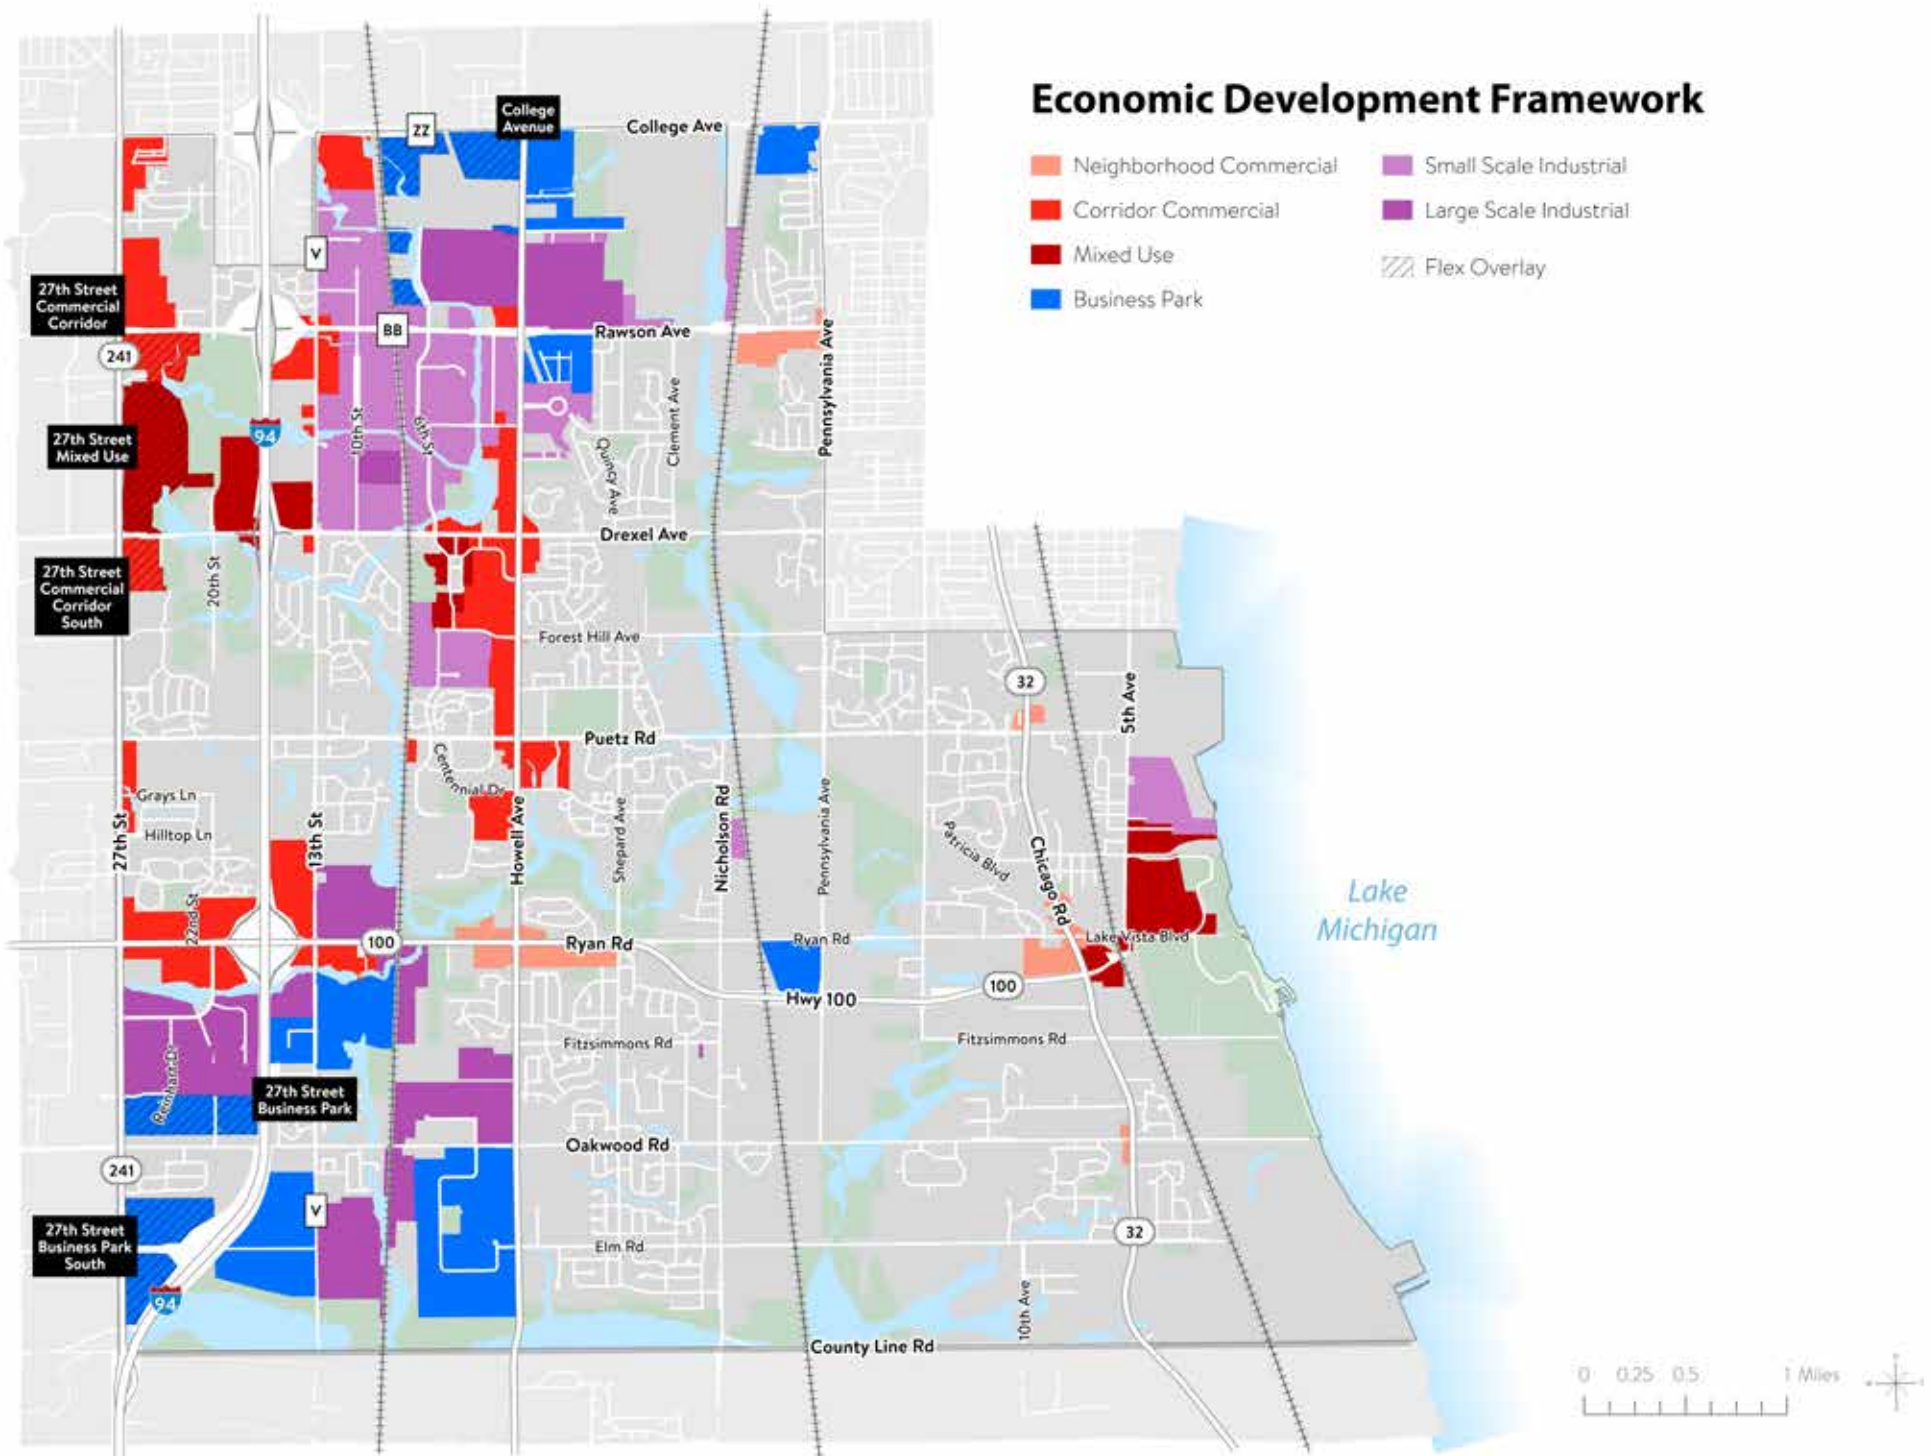 Economic Development Framework
Neighborhood Commercial
Corridor Commercial
Mixed Use
Business Park
Small Scale Industrial
Large Scale Industrial
Flex Overlay
College
Avenue
ZZ
College Ave
V
27th Street
Commercial
Corridor
BB
Rawson Ave
241
Pennsylvania Ave
27th Street
Mixed Use
94
10th St
6th St
Quincy Ave
Clement Ave
Drexel Ave
27th Street
Commercial
Corridor
South
20th St
Forest Hill Ave
32
5th Ave
Puetz Rd
Centennial Dr
Grays Ln
Hilltop Ln
27th St
13th St
Howell Ave
Shepard Ave
Nicholson Rd
Pennsylvania Ave
Patricia Blvd
Chicago Rd
Lake
Michigan
22nd St
100
Ryan Rd
Ryan Rd
Lake Vista Blvd
100
Hwy 100
Fitzsimmons Rd
Fitzsimmons Rd
Reinhart Dr
27th Street
Business Park
Oakwood Rd
241
V
27th Street
Business Park
South
Elm Rd
32
94
10th Ave
County Line Rd
0 0.25 0.5 1 Miles